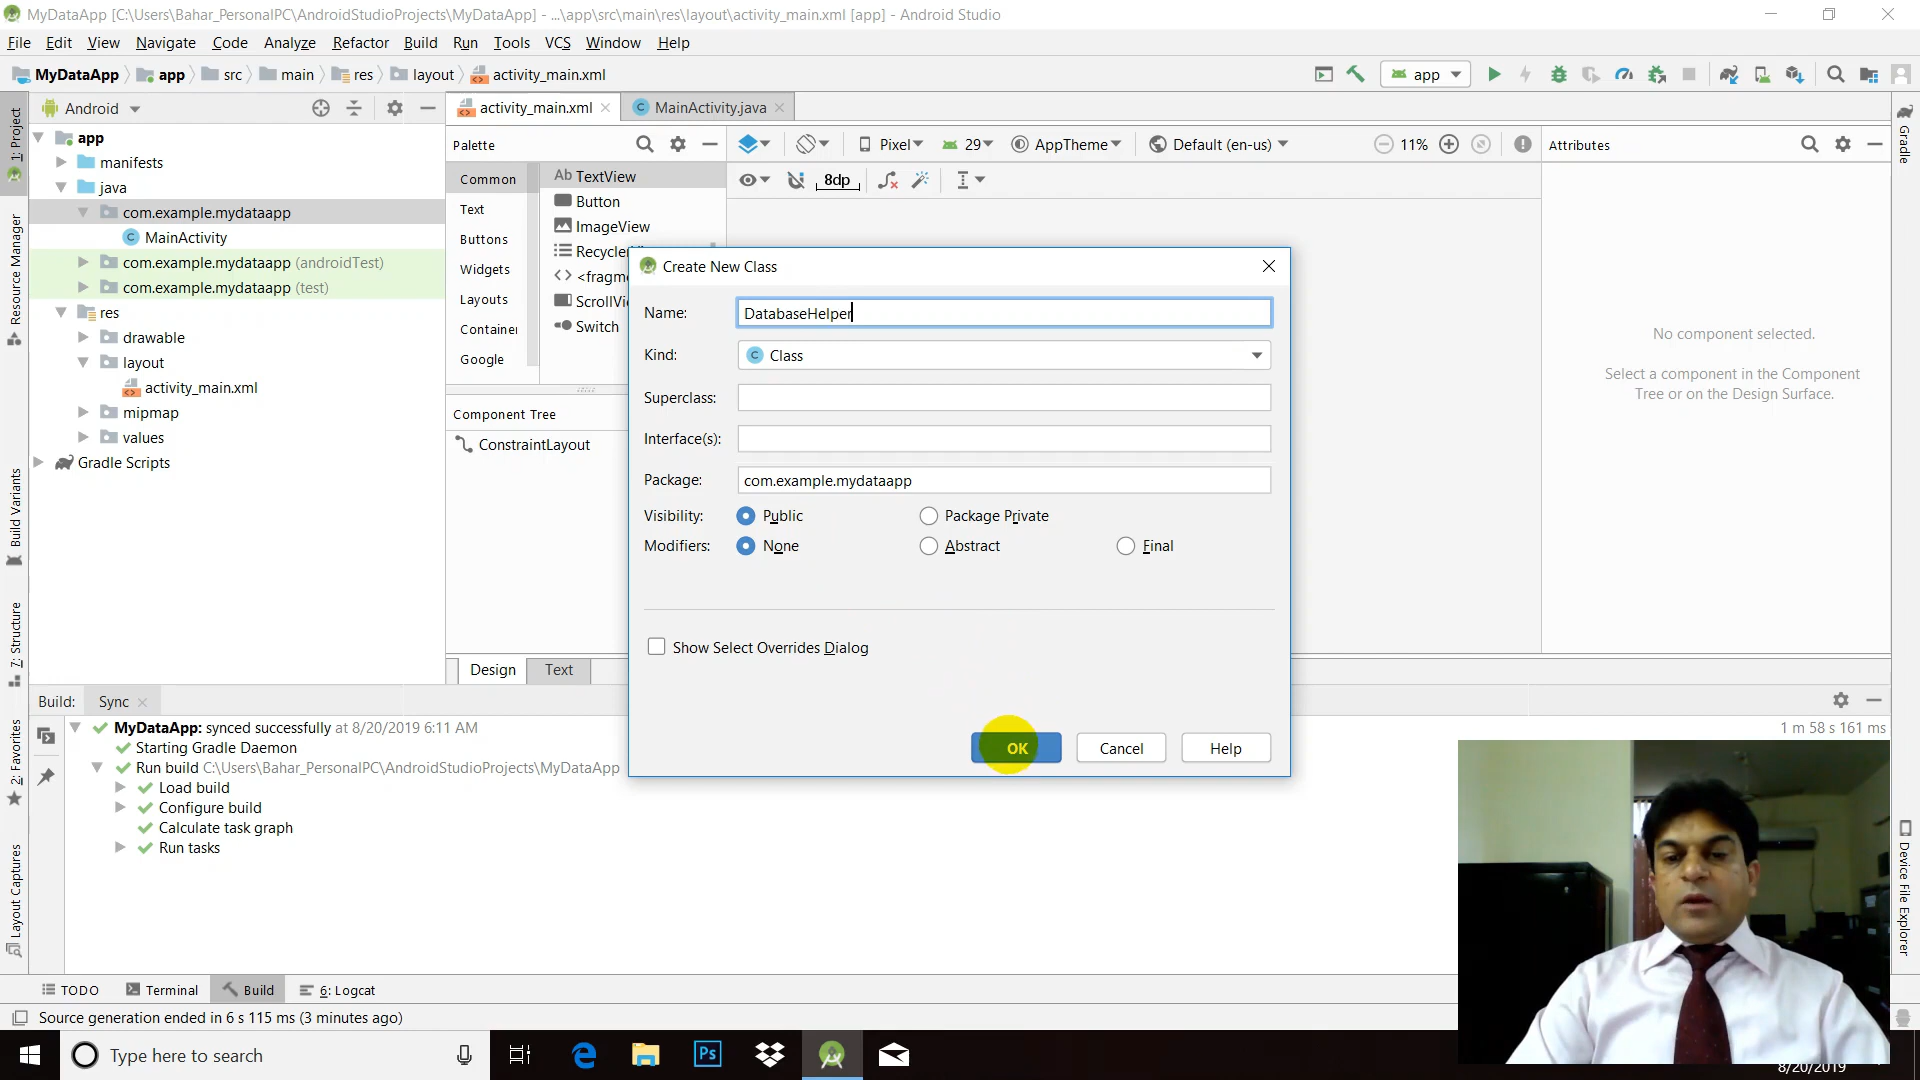 MyDataApp [C:\Users\Bahar_PersonalPC\AndroidStudioProjects\MyDataApp] - ...\app\src\main\res\layout\activity_main.xml [app] - Android Studio
File Edit View Navigate Code Analyze Refactor Build Run Tools VCS Window Help
MyDataApp app src main res layout activity_main.xml app
1: Project
Resource Manager
Build Variants
7: Structure
2: Favorites
Layout Captures
Android
app
manifests
java
com.example.mydataapp
MainActivity
com.example.mydataapp (androidTest)
com.example.mydataapp (test)
res
drawable
layout
activity_main.xml
mipmap
values
Gradle Scripts
activity_main.xml MainActivity.java
Palette
Common
Text
Buttons
Widgets
Layouts
Container
Google
Ab TextView
Button
ImageView
Recycler
<fragm
ScrollVi
Switch
Component Tree
ConstraintLayout
Design Text
Pixel 29 AppTheme Default (en-us) 11%
8dp
Attributes
No component selected.
Select a component in the Component
Tree or on the Design Surface.
Gradle
Device File Explorer
Create New Class
Name: DatabaseHelper
Kind: C Class
Superclass:
Interface(s):
Package: com.example.mydataapp
Visibility: Public Package Private
Modifiers: None Abstract Final
Show Select Overrides Dialog
OK Cancel Help
Build: Sync
MyDataApp: synced successfully at 8/20/2019 6:11 AM
1 m 58 s 161 ms
Starting Gradle Daemon
Run build C:\Users\Bahar_PersonalPC\AndroidStudioProjects\MyDataApp
Load build
Configure build
Calculate task graph
Run tasks
TODO Terminal Build 6: Logcat
Source generation ended in 6 s 115 ms (3 minutes ago)
Type here to search
Ps
8/20/2019